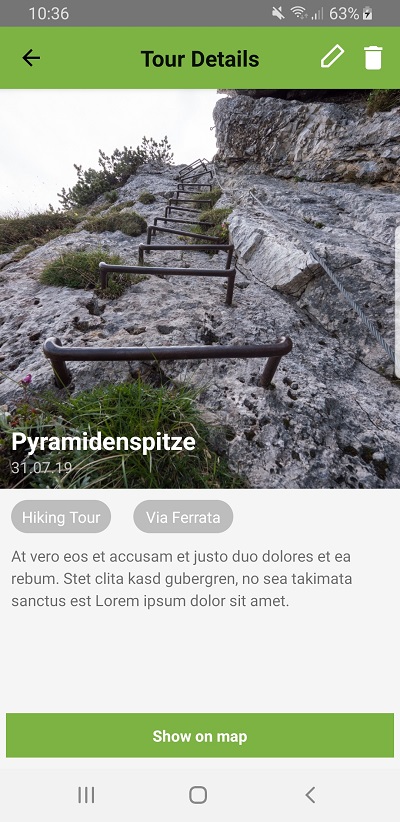 10:36 63%
Tour Details
Pyramidenspitze
31.07.19
Hiking Tour Via Ferrata
At vero eos et accusam et justo duo dolores et ea
rebum. Stet clita kasd gubergren, no sea takimata
sanctus est Lorem ipsum dolor sit amet.
Show on map